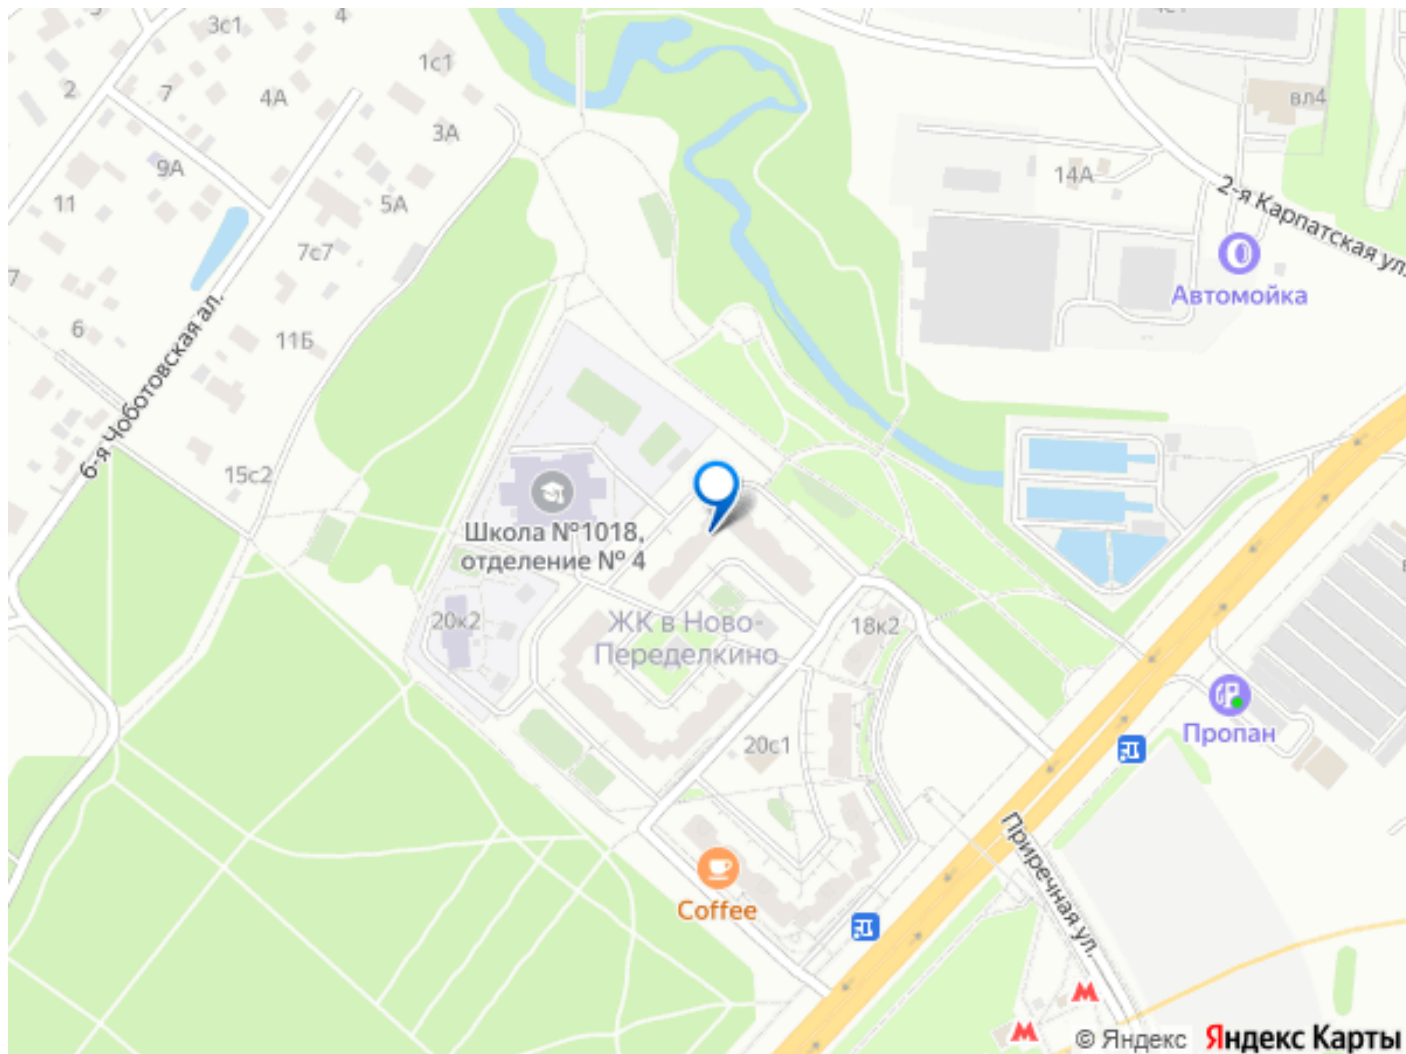 3с1
4
1с1
2
7
4А
3А
вл4
9А
14А
11
5А
2-я Карпатская ул.
7с7
7
Автомойка
6
11Б
6-я Чоботовская ал.
15с2
Школа №1018,
отделение № 4
20к2
ЖК в Ново-
Переделкино
18к2
20с1
Пропан
Приречная ул.
Coffee
© Яндекс Яндекс Карты